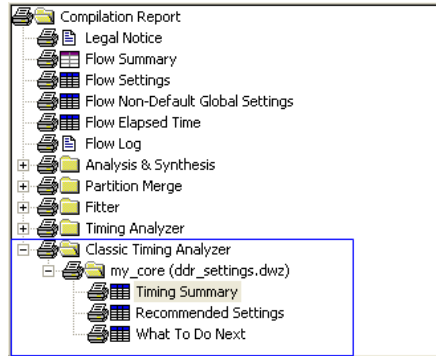 Compilation Report
Legal Notice
Flow Summary
Flow Settings
Flow Non-Default Global Settings
Flow Elapsed Time
Flow Log
Analysis & Synthesis
Partition Merge
Fitter
Timing Analyzer
Classic Timing Analyzer
my_core (ddr_settings.dwz)
Timing Summary
Recommended Settings
What To Do Next